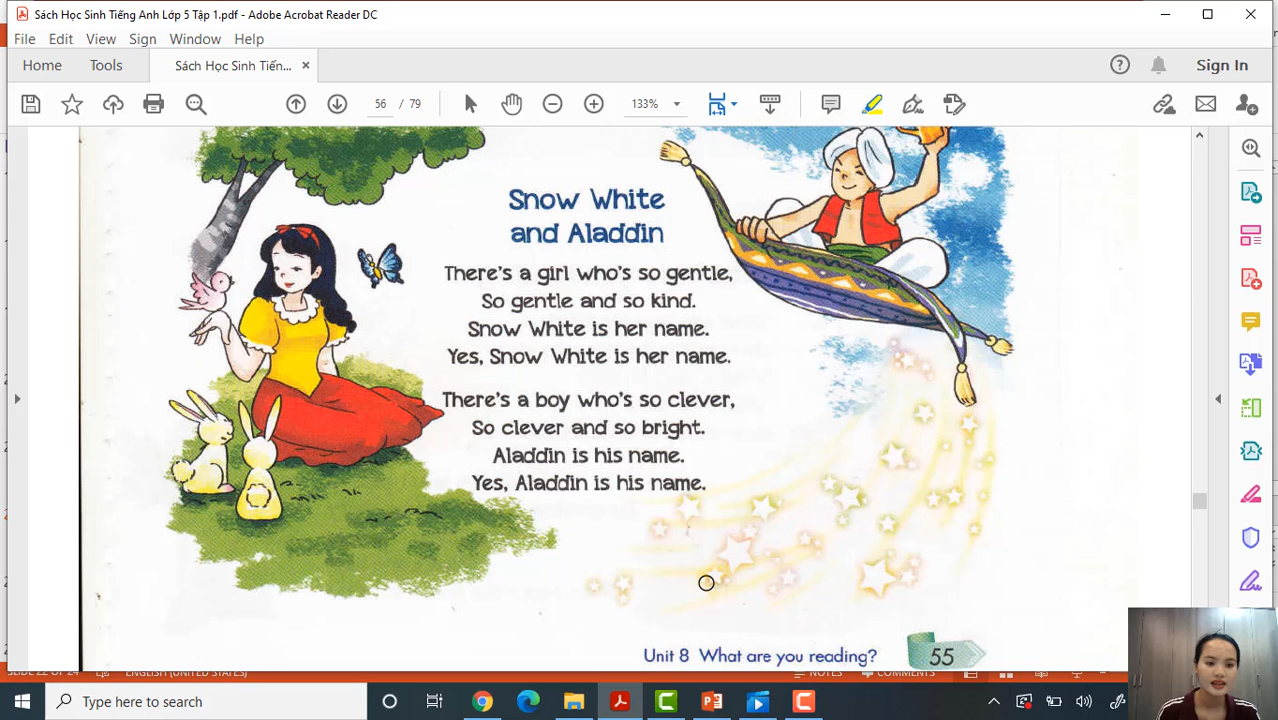 Sách Học Sinh Tiếng Anh Lớp 5 Tập 1.pdf - Adobe Acrobat Reader DC
File Edit View Sign Window Help
Home Tools Sách Học Sinh Tiến... × Sign In
56 / 79 133%
Snow White
and Aladdin
There's a girl who's so gentle,
So gentle and so kind.
Snow White is her name.
Yes, Snow White is her name.
There's a boy who's so clever,
So clever and so bright.
Aladdin is his name.
Yes, Aladdin is his name.
Unit 8 What are you reading? 55
SLIDE 22 OF 24 ENGLISH (UNITED STATES) NOTES COMMENTS
Type here to search